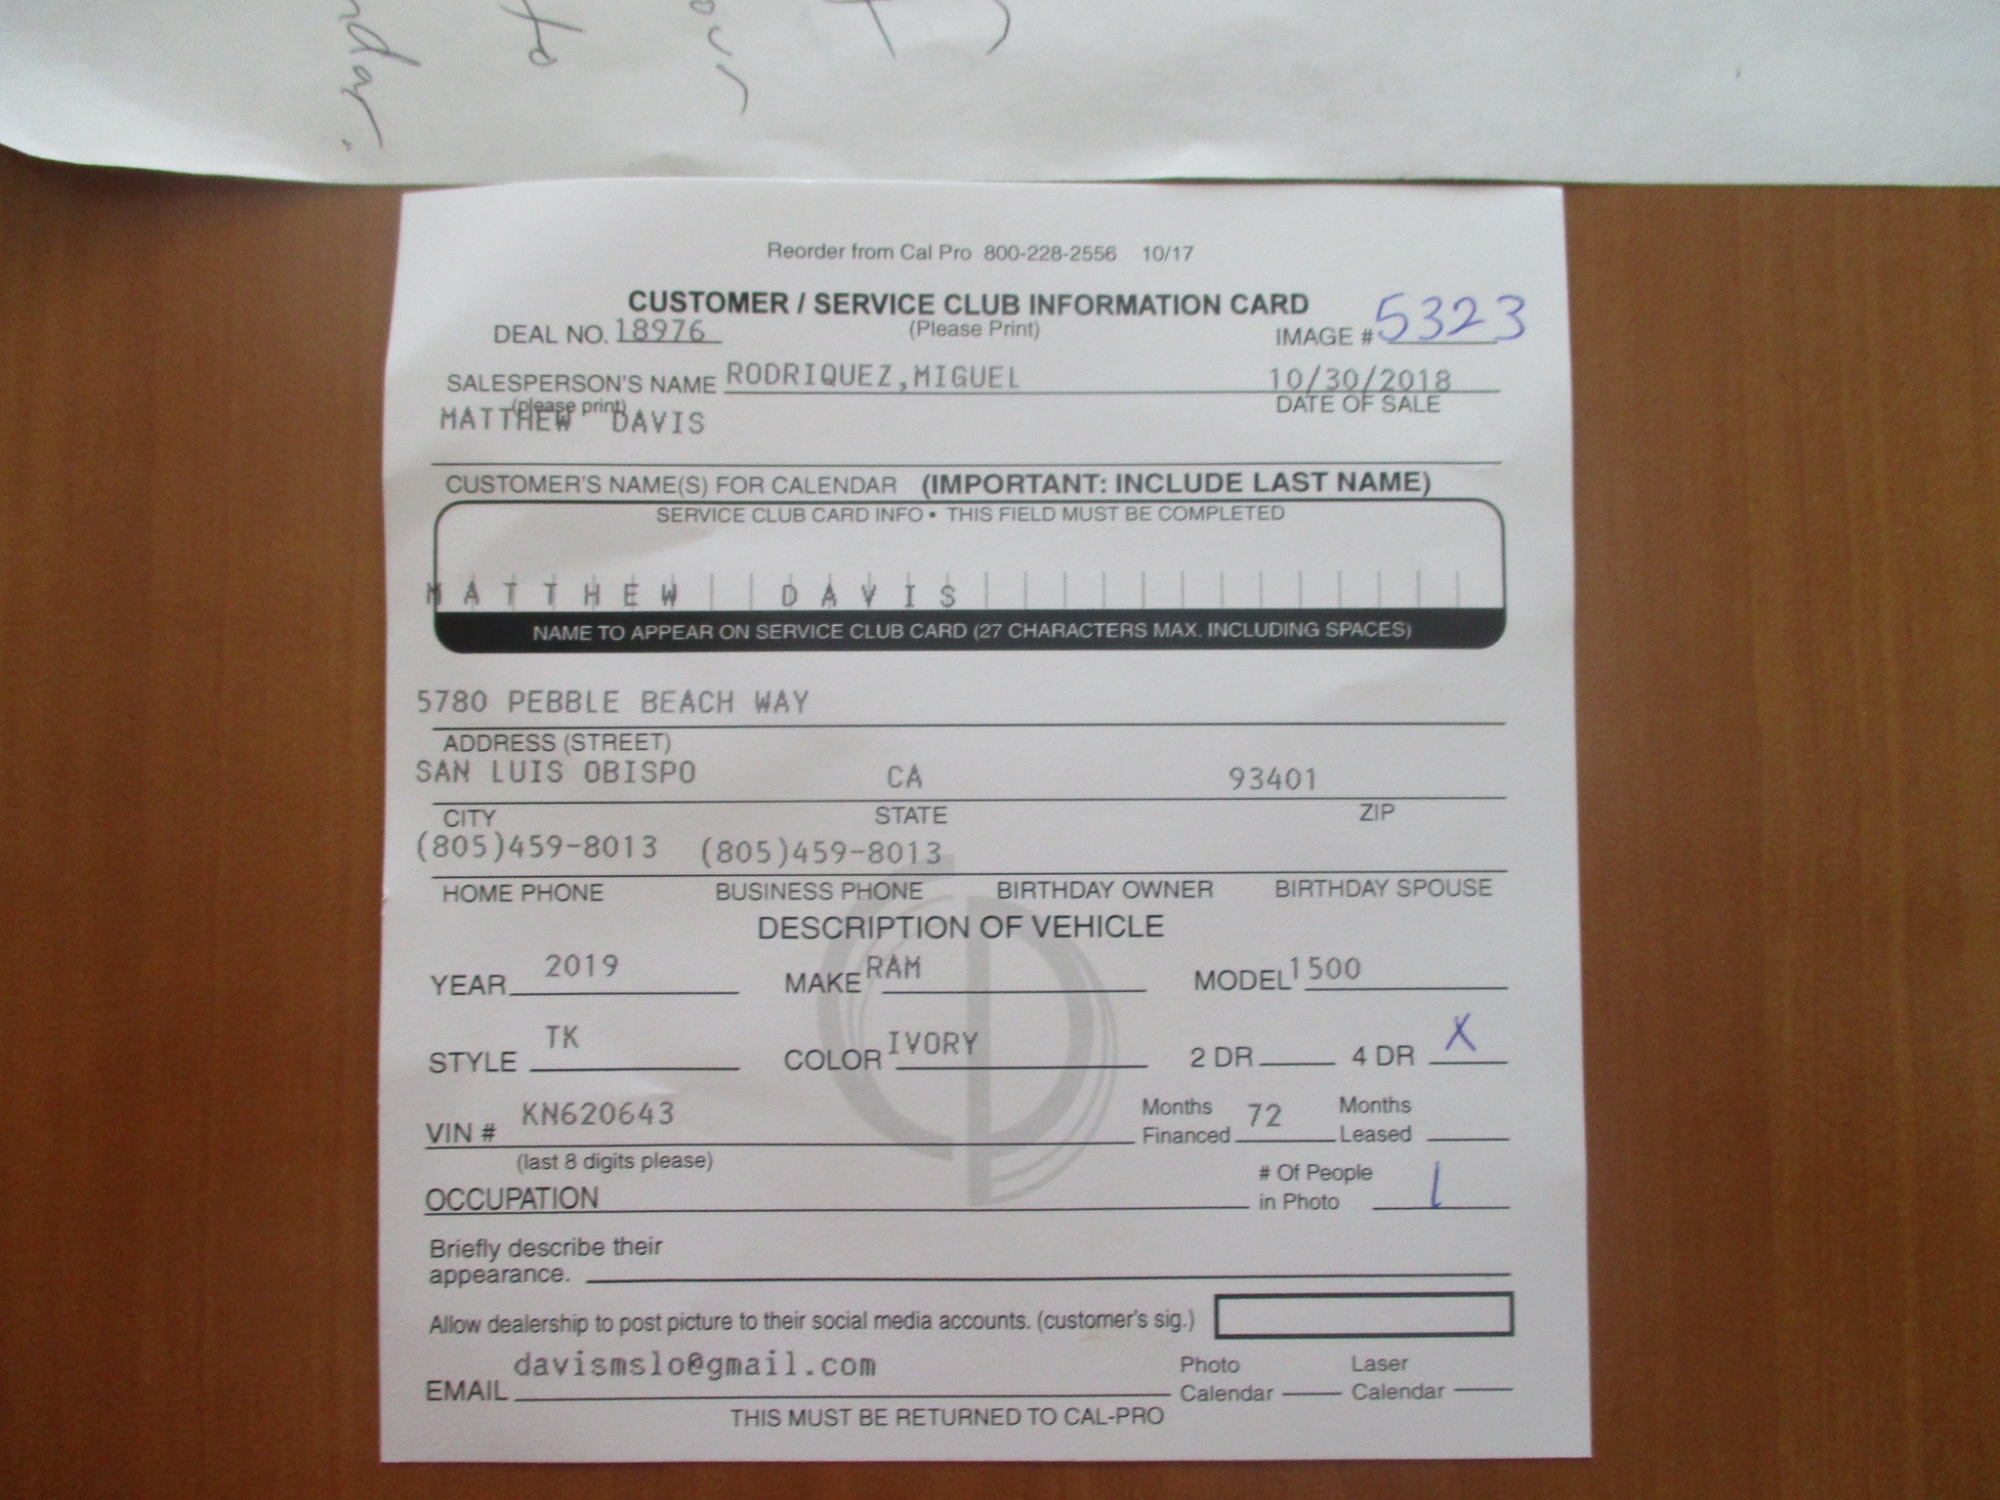 ndar.
to
our
Reorder from Cal Pro 800-228-2556 10/17
CUSTOMER / SERVICE CLUB INFORMATION CARD
DEAL NO. 18976 (Please Print) IMAGE # 5323
SALESPERSON'S NAME RODRIQUEZ,MIGUEL 10/30/2018
(please print) DATE OF SALE
MATTHEW DAVIS
CUSTOMER'S NAME(S) FOR CALENDAR (IMPORTANT: INCLUDE LAST NAME)
SERVICE CLUB CARD INFO • THIS FIELD MUST BE COMPLETED
MATTHEW DAVIS
NAME TO APPEAR ON SERVICE CLUB CARD (27 CHARACTERS MAX. INCLUDING SPACES)
5780 PEBBLE BEACH WAY
ADDRESS (STREET)
SAN LUIS OBISPO CA 93401
CITY STATE ZIP
(805)459-8013 (805)459-8013
HOME PHONE BUSINESS PHONE BIRTHDAY OWNER BIRTHDAY SPOUSE
DESCRIPTION OF VEHICLE
YEAR 2019 MAKE RAM MODEL 1500
STYLE TK COLOR IVORY 2 DR 4 DR X
VIN # KN620643 Months Financed 72 Months Leased
(last 8 digits please)
OCCUPATION # Of People in Photo 1
Briefly describe their
appearance.
Allow dealership to post picture to their social media accounts. (customer's sig.)
EMAIL davismslo@gmail.com Photo Calendar Laser Calendar
THIS MUST BE RETURNED TO CAL-PRO